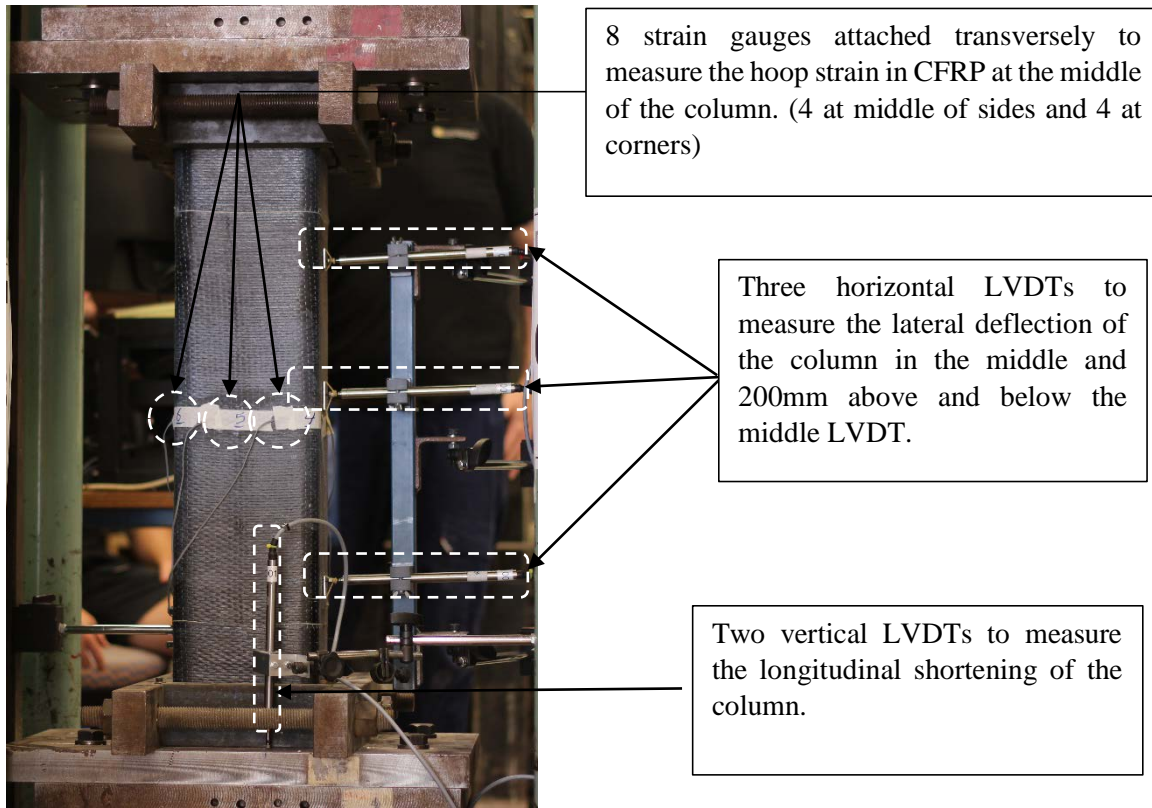 8 strain gauges attached transversely to
measure the hoop strain in CFRP at the middle
of the column. (4 at middle of sides and 4 at
corners)
Three horizontal LVDTs to
measure the lateral deflection of
the column in the middle and
200mm above and below the
middle LVDT.
6 5 4
Two vertical LVDTs to measure
the longitudinal shortening of the
column.